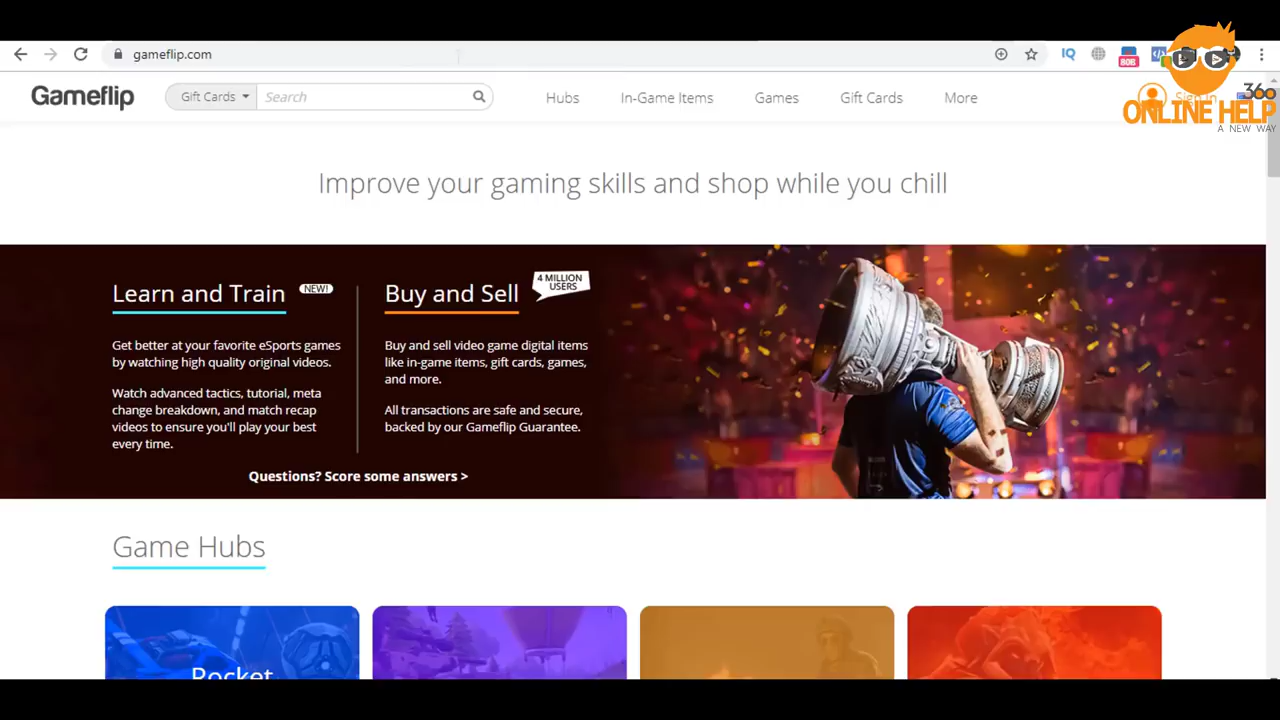 gameflip.com
IQ
BOB
Gameflip
Gift Cards
Search
Hubs
In-Game Items
Games
Gift Cards
More
Sign In
360
ONLINE HELP
A NEW WAY
Improve your gaming skills and shop while you chill
Learn and Train
NEW!
Get better at your favorite eSports games
by watching high quality original videos.
Watch advanced tactics, tutorial, meta
change breakdown, and match recap
videos to ensure you'll play your best
every time.
Buy and Sell
4 MILLION
USERS
Buy and sell video game digital items
like in-game items, gift cards, games,
and more.
All transactions are safe and secure,
backed by our Gameflip Guarantee.
Questions? Score some answers >
Game Hubs
Rocket